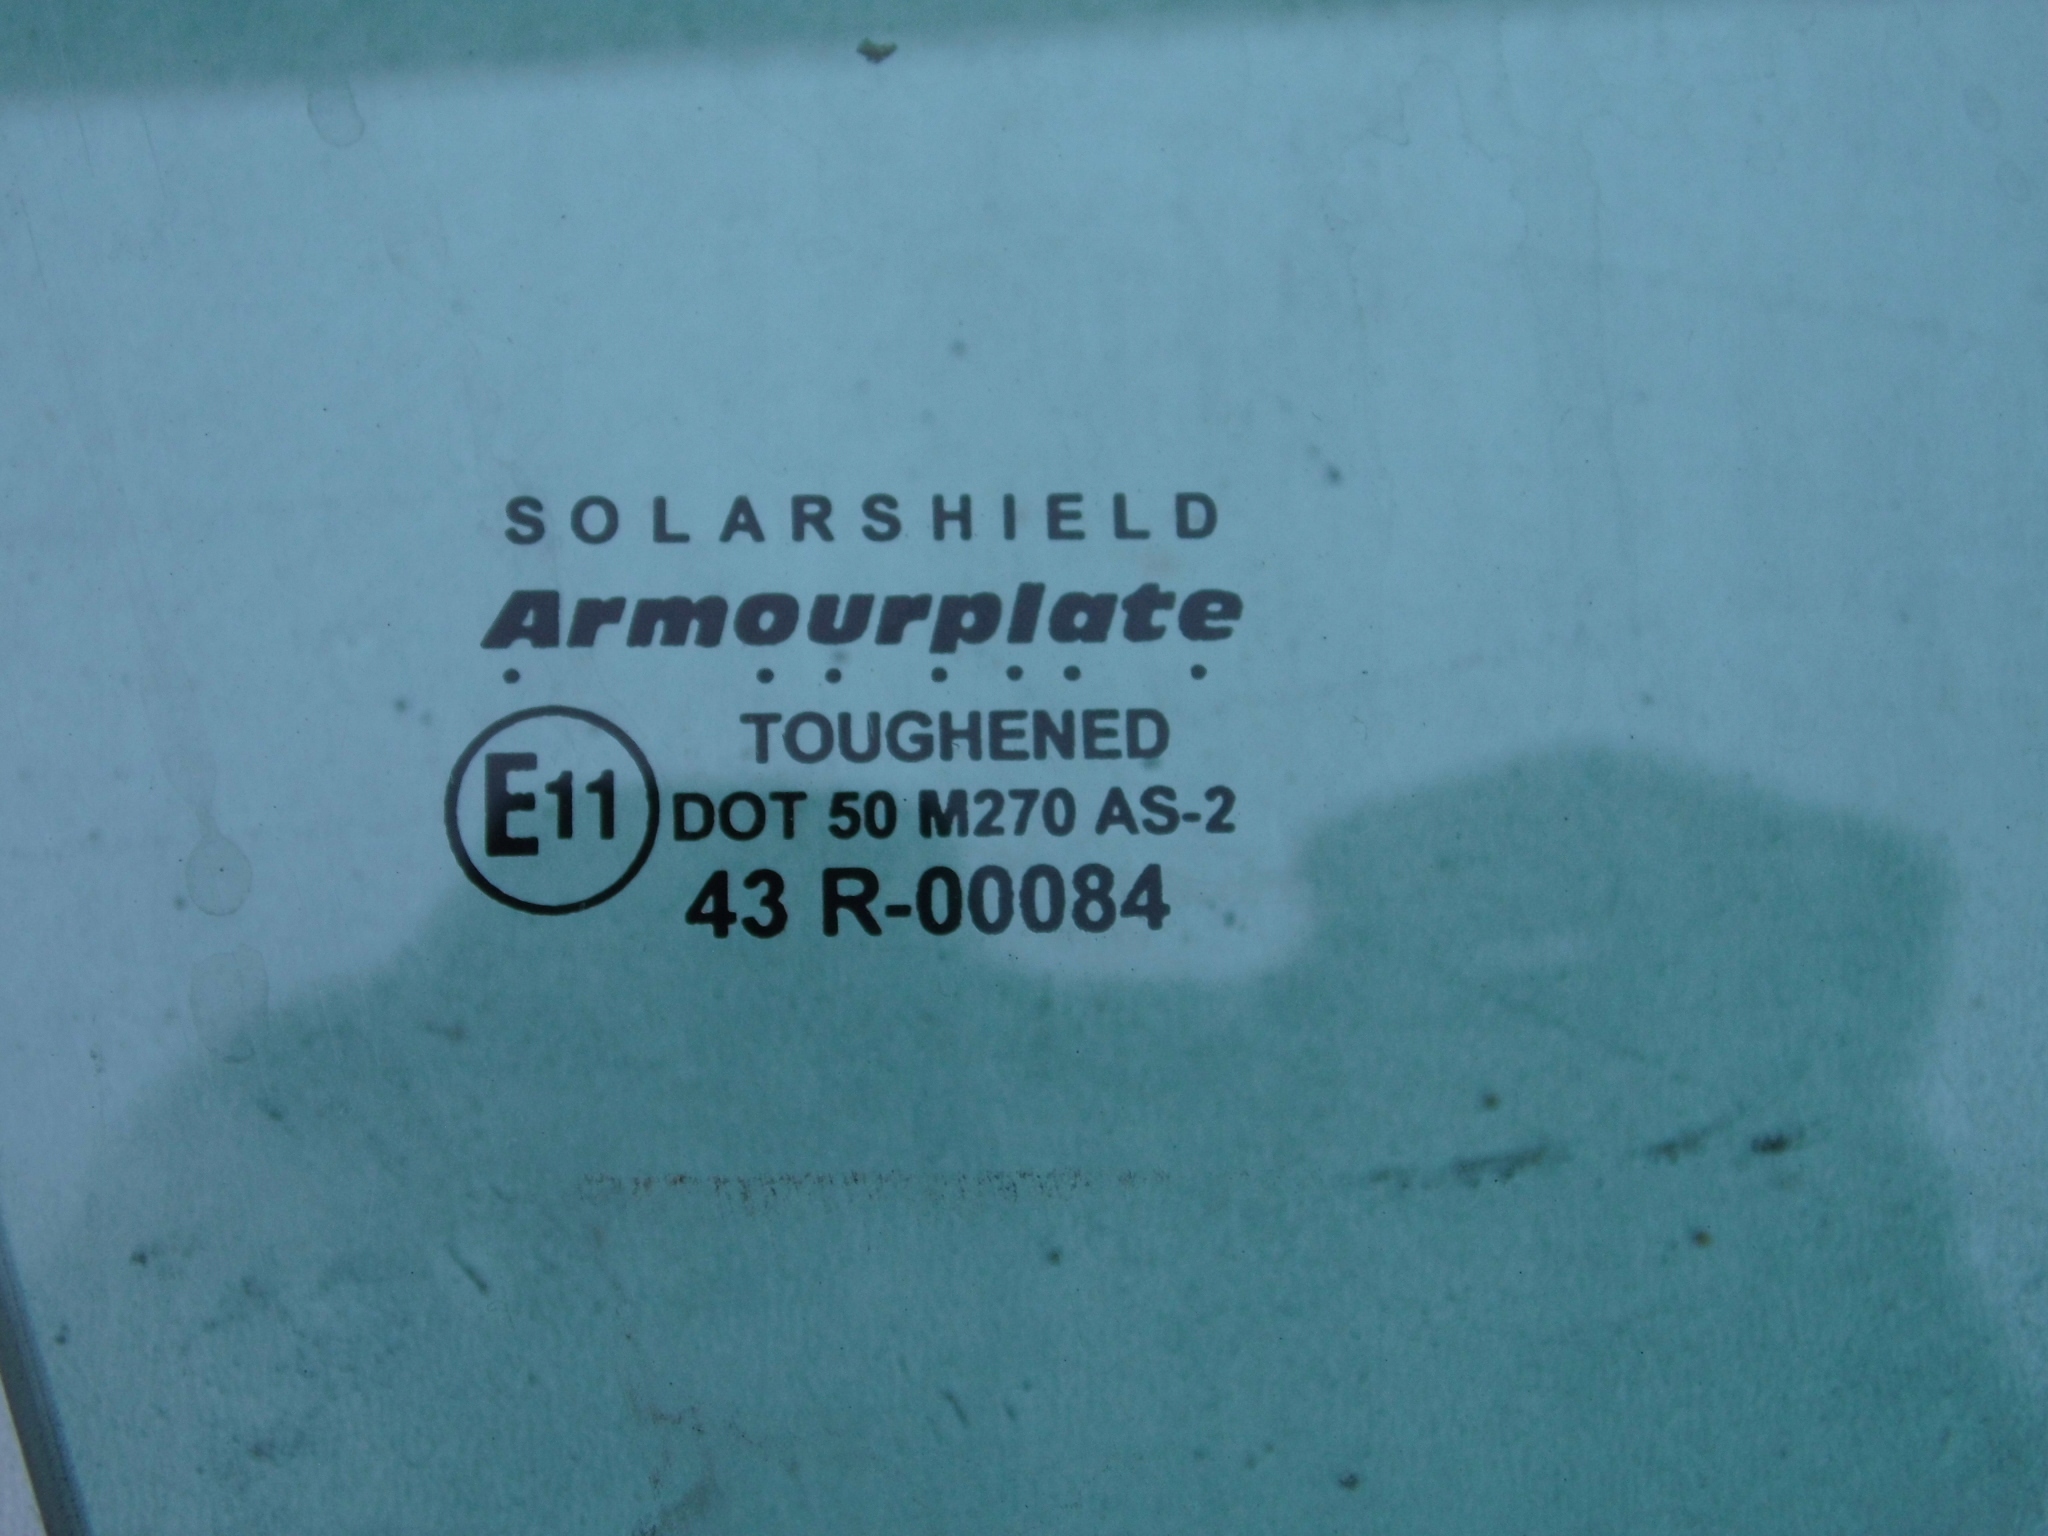 SOLARSHIELD
Armourplate
TOUGHENED
E11 DOT 50 M270 AS-2
43 R-00084